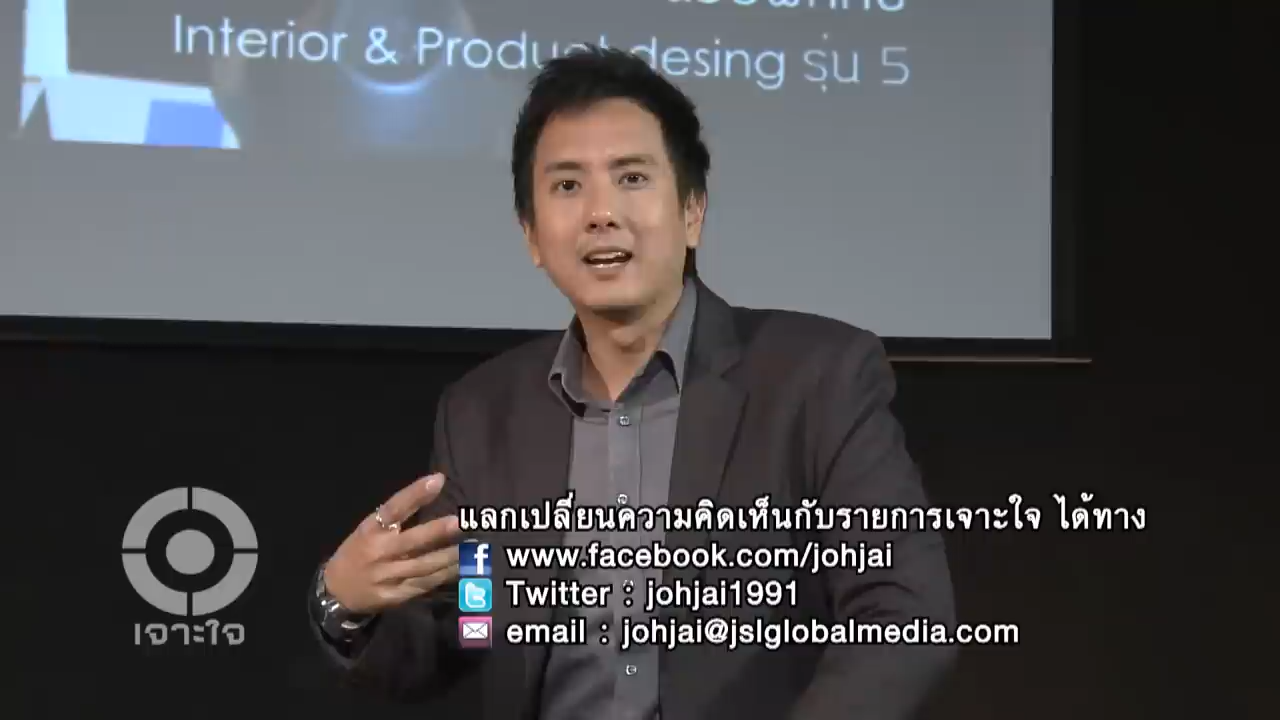 Interior & Product desing รุ่น 5
แลกเปลี่ยนความคิดเห็นกับรายการเจาะใจ ได้ทาง
www.facebook.com/johjai
Twitter : johjai1991
email : johjai@jslglobalmedia.com
เจาะใจ